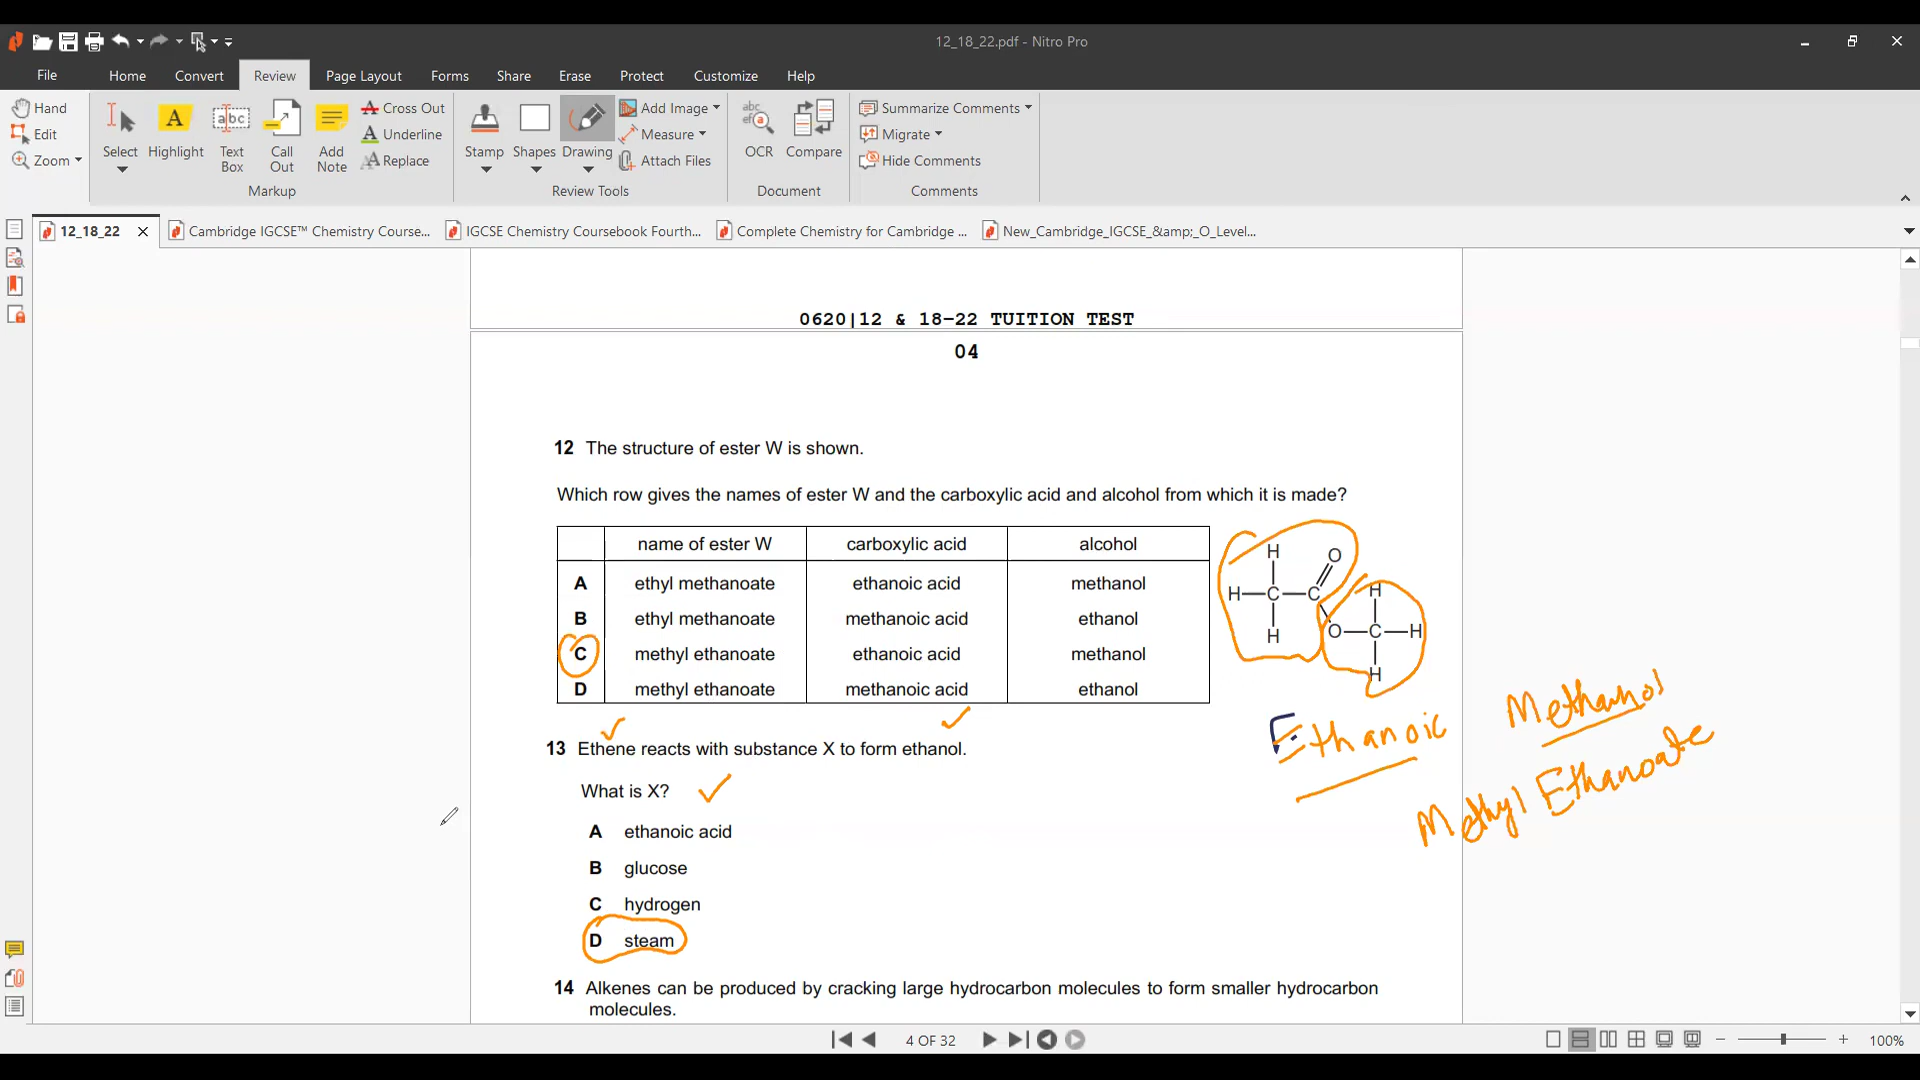 12_18_22.pdf - Nitro Pro
File Home Convert Review Page Layout Forms Share Erase Protect Customize Help
Hand
Edit
Zoom
Select
Highlight
Text Box
Call Out
Add Note
Cross Out
Underline
Replace
Markup
Stamp
Shapes
Drawing
Add Image
Measure
Attach Files
Review Tools
OCR
Compare
Document
Summarize Comments
Migrate
Hide Comments
Comments
12_18_22 Cambridge IGCSE™ Chemistry Course... IGCSE Chemistry Coursebook Fourth... Complete Chemistry for Cambridge ... New_Cambridge_IGCSE_&amp;_O_Level...
0620|12 & 18-22 TUITION TEST
04
12 The structure of ester W is shown.
Which row gives the names of ester W and the carboxylic acid and alcohol from which it is made?
name of ester W carboxylic acid alcohol
A ethyl methanoate ethanoic acid methanol
B ethyl methanoate methanoic acid ethanol
C methyl ethanoate ethanoic acid methanol
D methyl ethanoate methanoic acid ethanol
H O
H C C H
H O C H
H
Ethanoic
Methanol
Methyl Ethanoate
13 Ethene reacts with substance X to form ethanol.
What is X?
A ethanoic acid
B glucose
C hydrogen
D steam
14 Alkenes can be produced by cracking large hydrocarbon molecules to form smaller hydrocarbon
molecules.
4 OF 32
100%